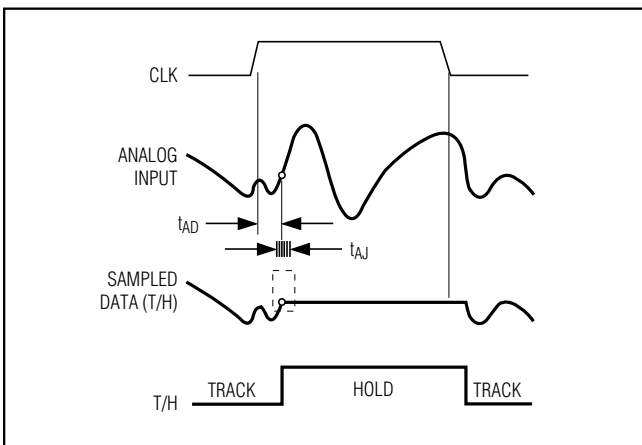 CLK
ANALOG
INPUT
tAD
tAJ
SAMPLED
DATA (T/H)
TRACK
HOLD
TRACK
T/H